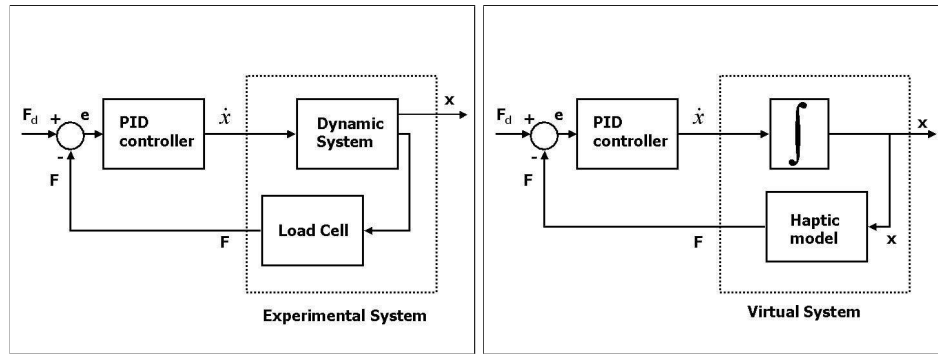 F_d
+
e
-
F
PID
controller
ẋ
Dynamic
System
x
Load Cell
F
Experimental System
F_d
+
e
-
F
PID
controller
ẋ
∫
x
Haptic
model
x
F
Virtual System